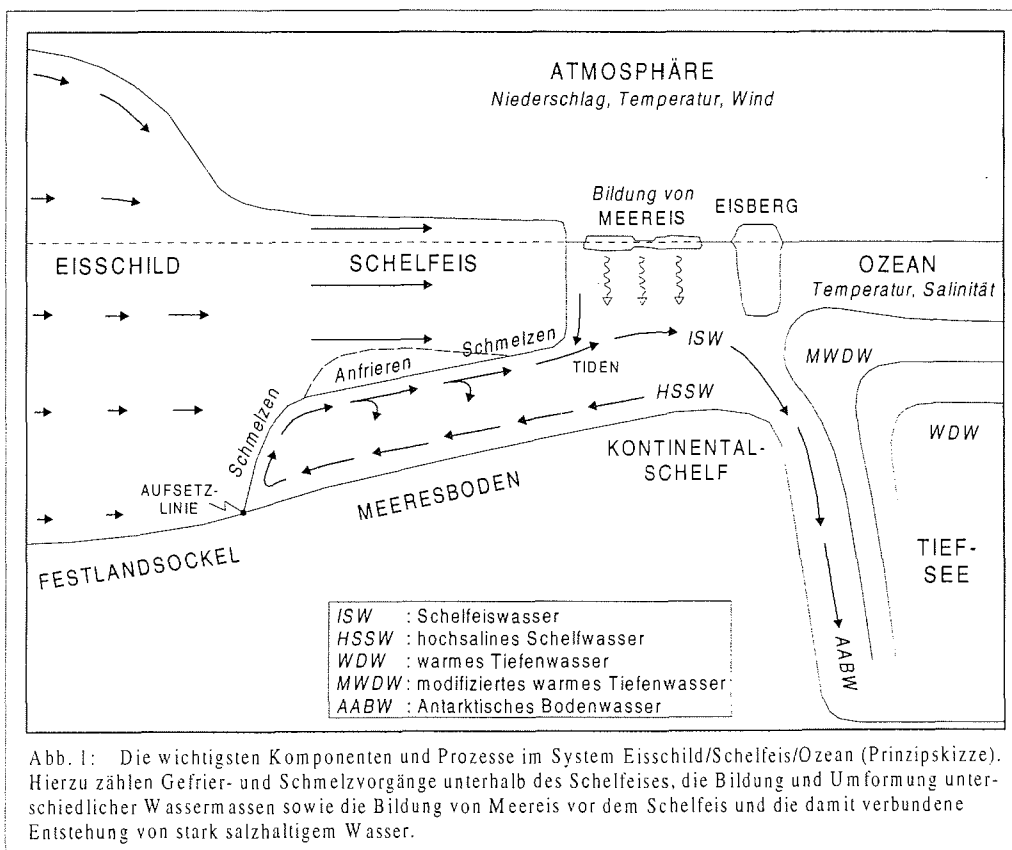 ATMOSPHÄRE
Niederschlag, Temperatur, Wind
Bildung von
MEEREIS
EISBERG
EISSCHILD
SCHELFEIS
OZEAN
Temperatur, Salinität
Schmelzen
Anfrieren
Schmelzen
TIDEN
ISW
MWDW
HSSW
WDW
KONTINENTAL-
SCHELF
AUFSETZ-
LINIE
MEERESBODEN
FESTLANDSOCKEL
TIEF-
SEE
AABW
ISW : Schelfeiswasser
HSSW : hochsalines Schelfwasser
WDW : warmes Tiefenwasser
MWDW : modifiziertes warmes Tiefenwasser
AABW : Antarktisches Bodenwasser
Abb. 1: Die wichtigsten Komponenten und Prozesse im System Eisschild/Schelfeis/Ozean (Prinzipskizze).
Hierzu zählen Gefrier- und Schmelzvorgänge unterhalb des Schelfeises, die Bildung und Umformung unter-
schiedlicher Wassermassen sowie die Bildung von Meereis vor dem Schelfeis und die damit verbundene
Entstehung von stark salzhaltigem Wasser.